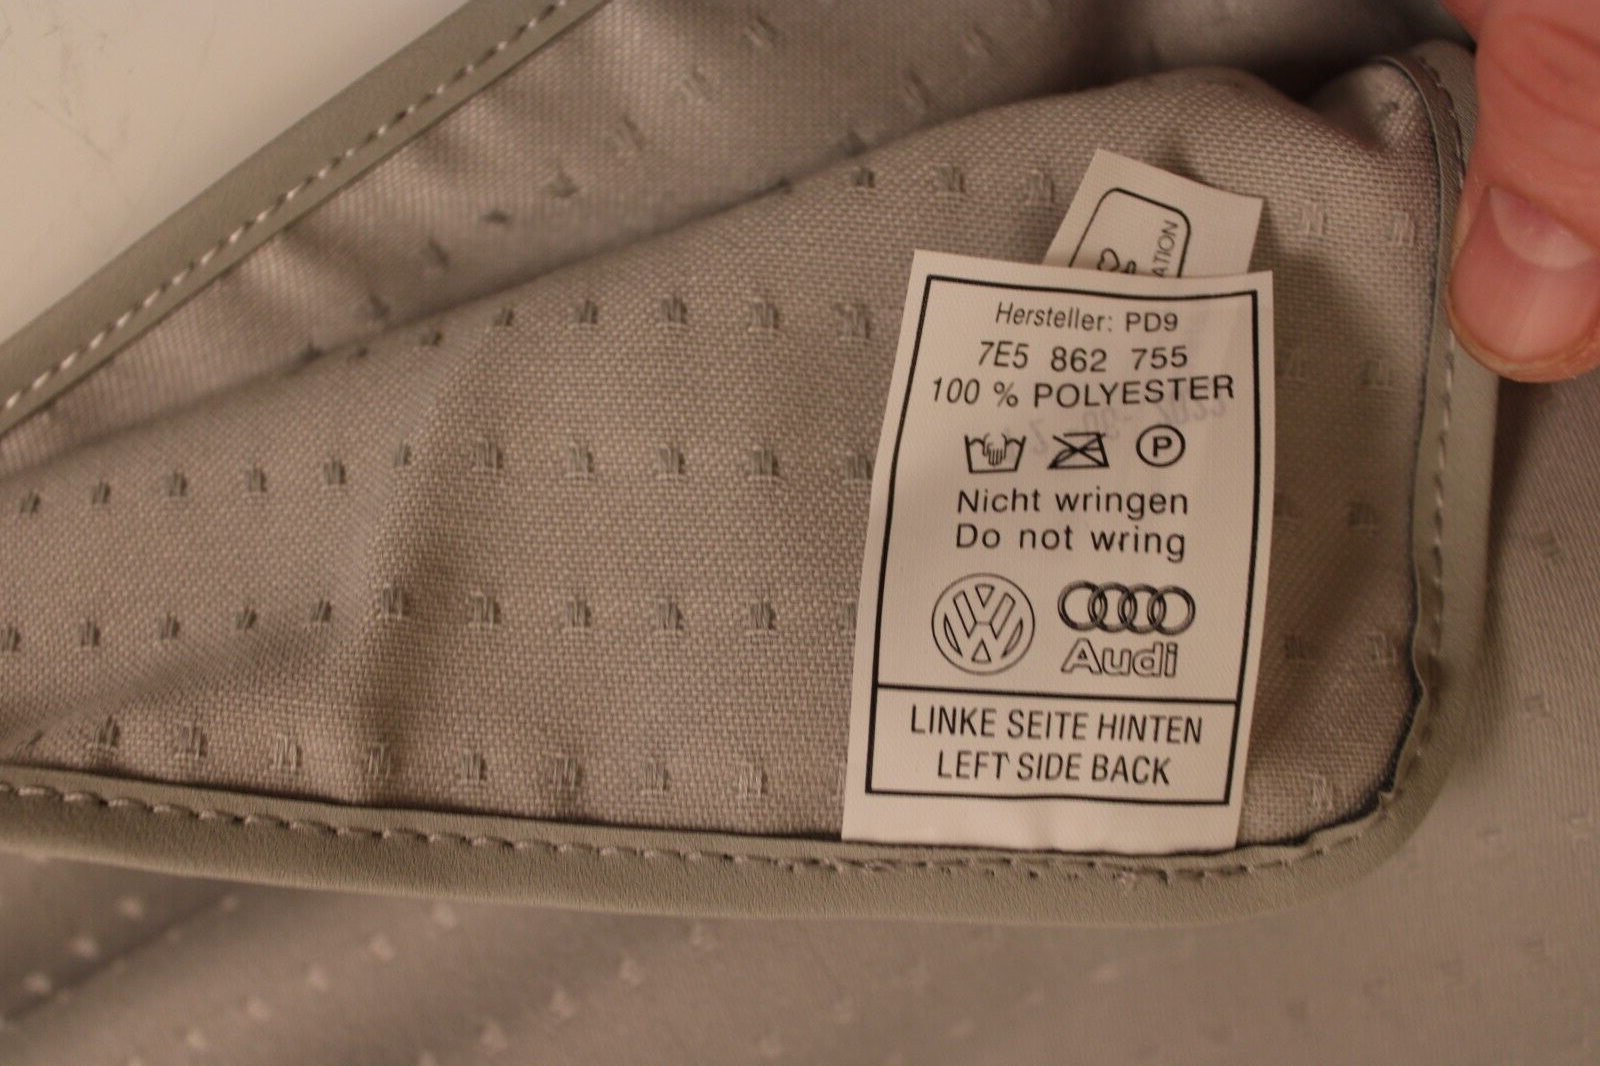 ATION
Hersteller: PD9
7E5 862 755
100 % POLYESTER
P
Nicht wringen
Do not wring
Audi
LINKE SEITE HINTEN
LEFT SIDE BACK